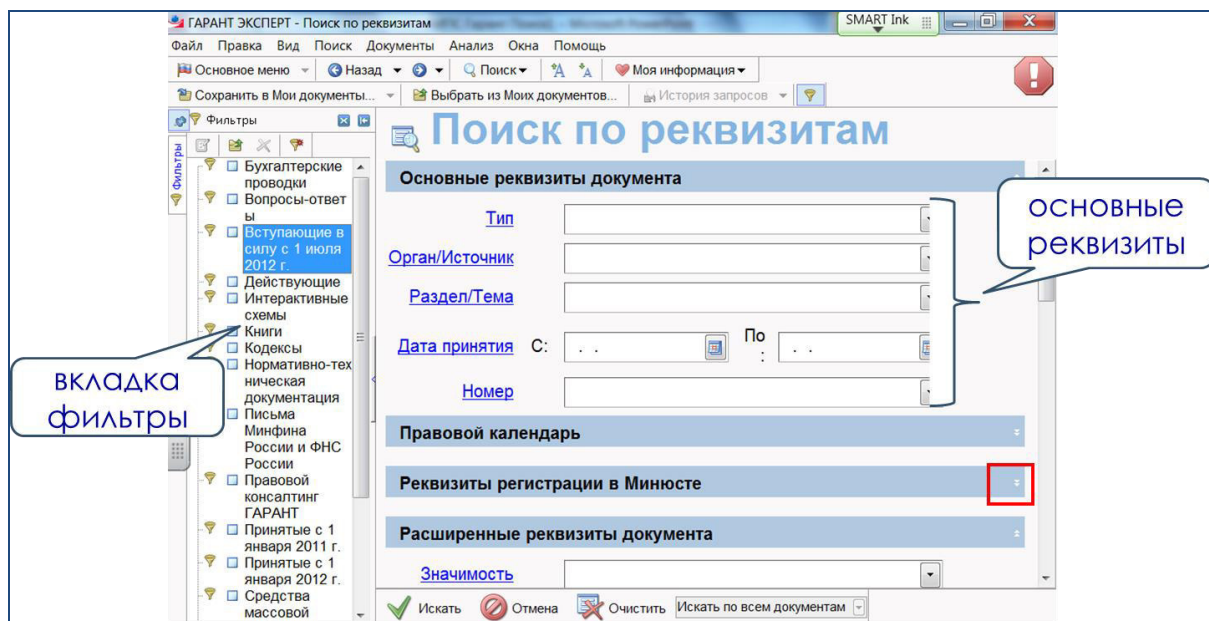 ГАРАНТ ЭКСПЕРТ - Поиск по реквизитам
SMART Ink
Файл Правка Вид Поиск Документы Анализ Окна Помощь
Основное меню Назад Поиск Моя информация
Сохранить в Мои документы... Выбрать из Моих документов... История запросов
Фильтры
Фильтры
Бухгалтерские
проводки
Вопросы-ответ
ы
Вступающие в
силу с 1 июля
2012 г.
Действующие
Интерактивные
схемы
Книги
Кодексы
Нормативно-тех
ническая
документация
Письма
Минфина
России и ФНС
России
Правовой
консалтинг
ГАРАНТ
Принятые с 1
января 2011 г.
Принятые с 1
января 2012 г.
Средства
массовой
вкладка
фильтры
Поиск по реквизитам
Основные реквизиты документа
Тип
Орган/Источник
Раздел/Тема
Дата принятия С: . . По : . .
Номер
основные
реквизиты
Правовой календарь
Реквизиты регистрации в Минюсте
Расширенные реквизиты документа
Значимость
Искать Отмена Очистить Искать по всем документам